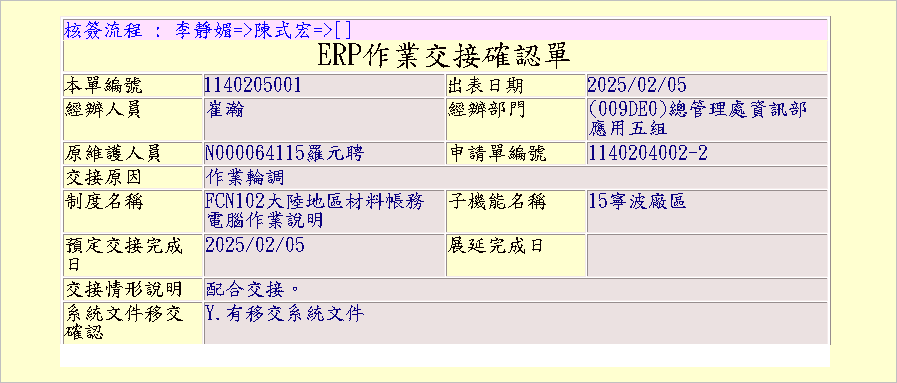 核簽流程 : 李靜媚=>陳式宏=>[]
ERP作業交接確認單
本單編號 1140205001 出表日期 2025/02/05
經辦人員 崔瀚 經辦部門 (009DE0)總管理處資訊部
應用五組
原維護人員 N000064115羅元聘 申請單編號 1140204002-2
交接原因 作業輪調
制度名稱 FCN102大陸地區材料帳務 子機能名稱 15寧波廠區
電腦作業說明
預定交接完成 2025/02/05 展延完成日
日
交接情形說明 配合交接。
系統文件移交 Y.有移交系統文件
確認